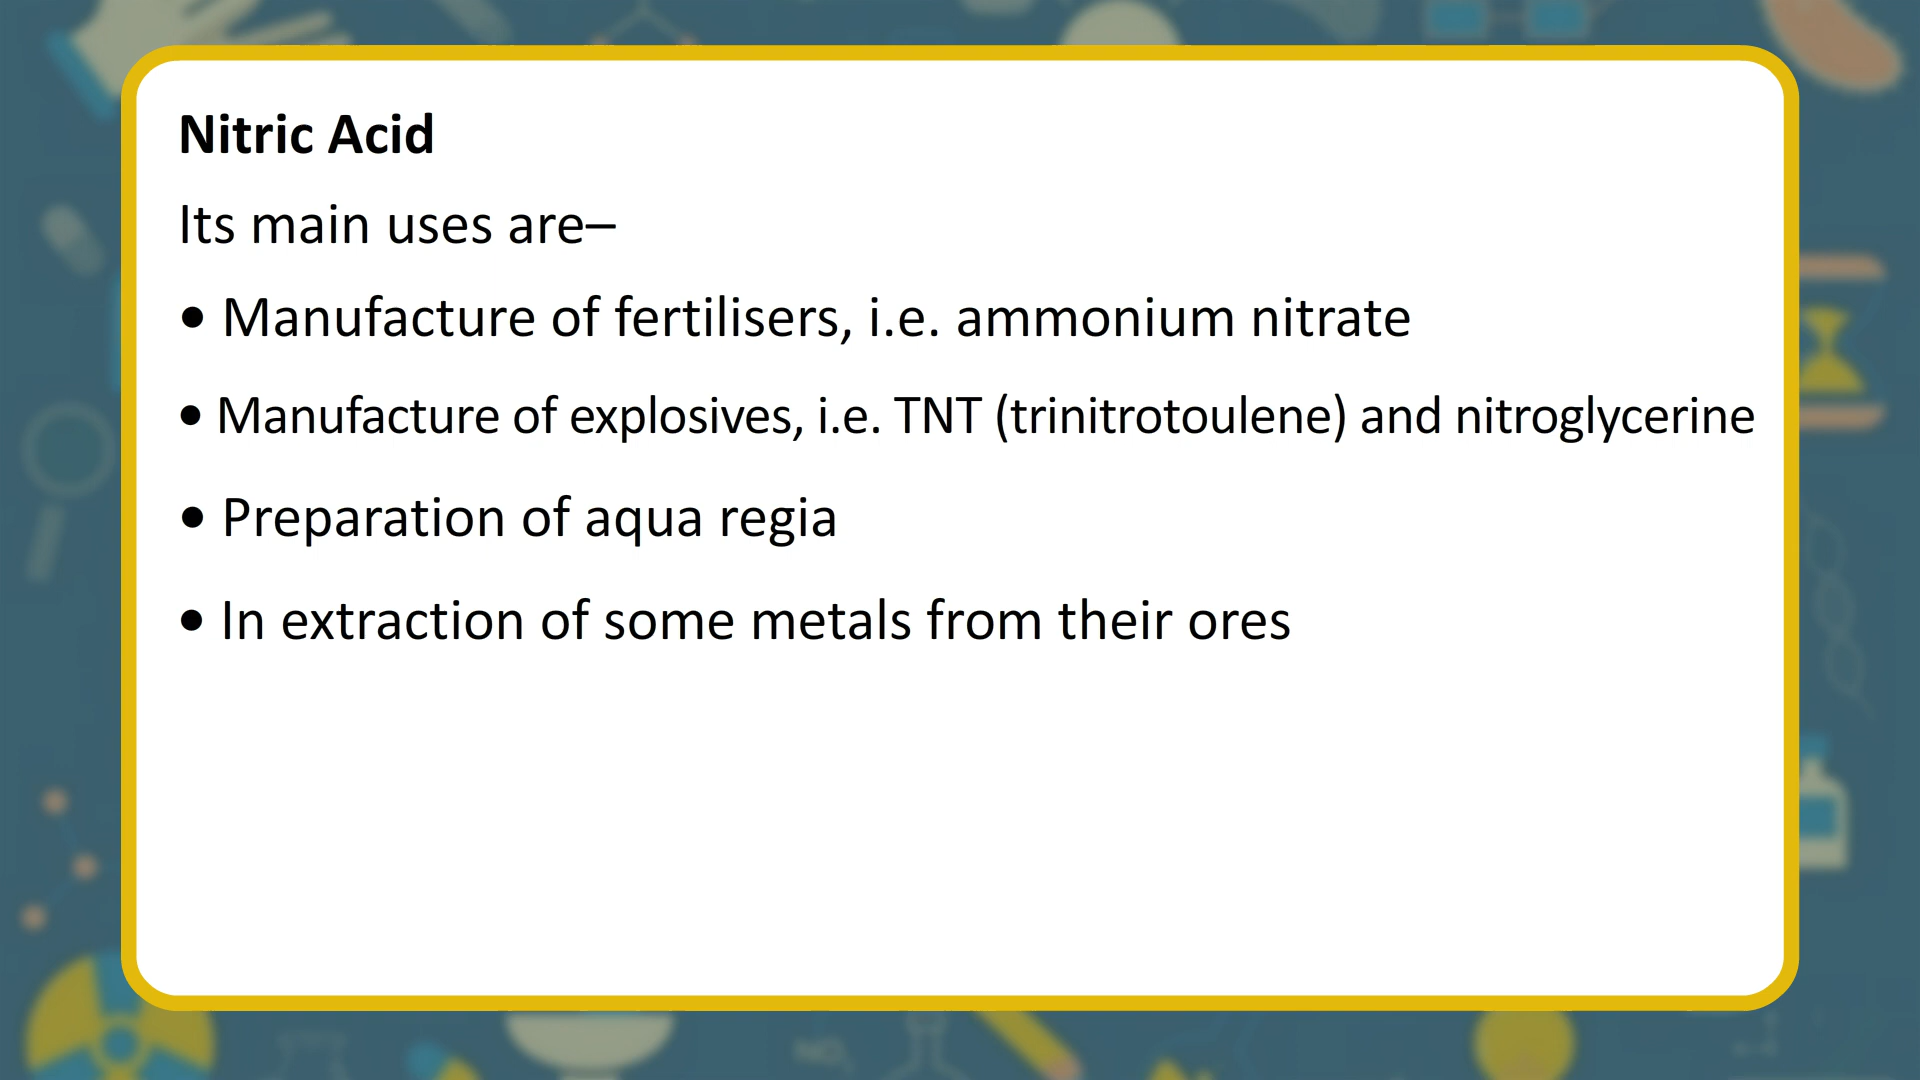 Nitric Acid
Its main uses are–
• Manufacture of fertilisers, i.e. ammonium nitrate
• Manufacture of explosives, i.e. TNT (trinitrotoulene) and nitroglycerine
• Preparation of aqua regia
• In extraction of some metals from their ores